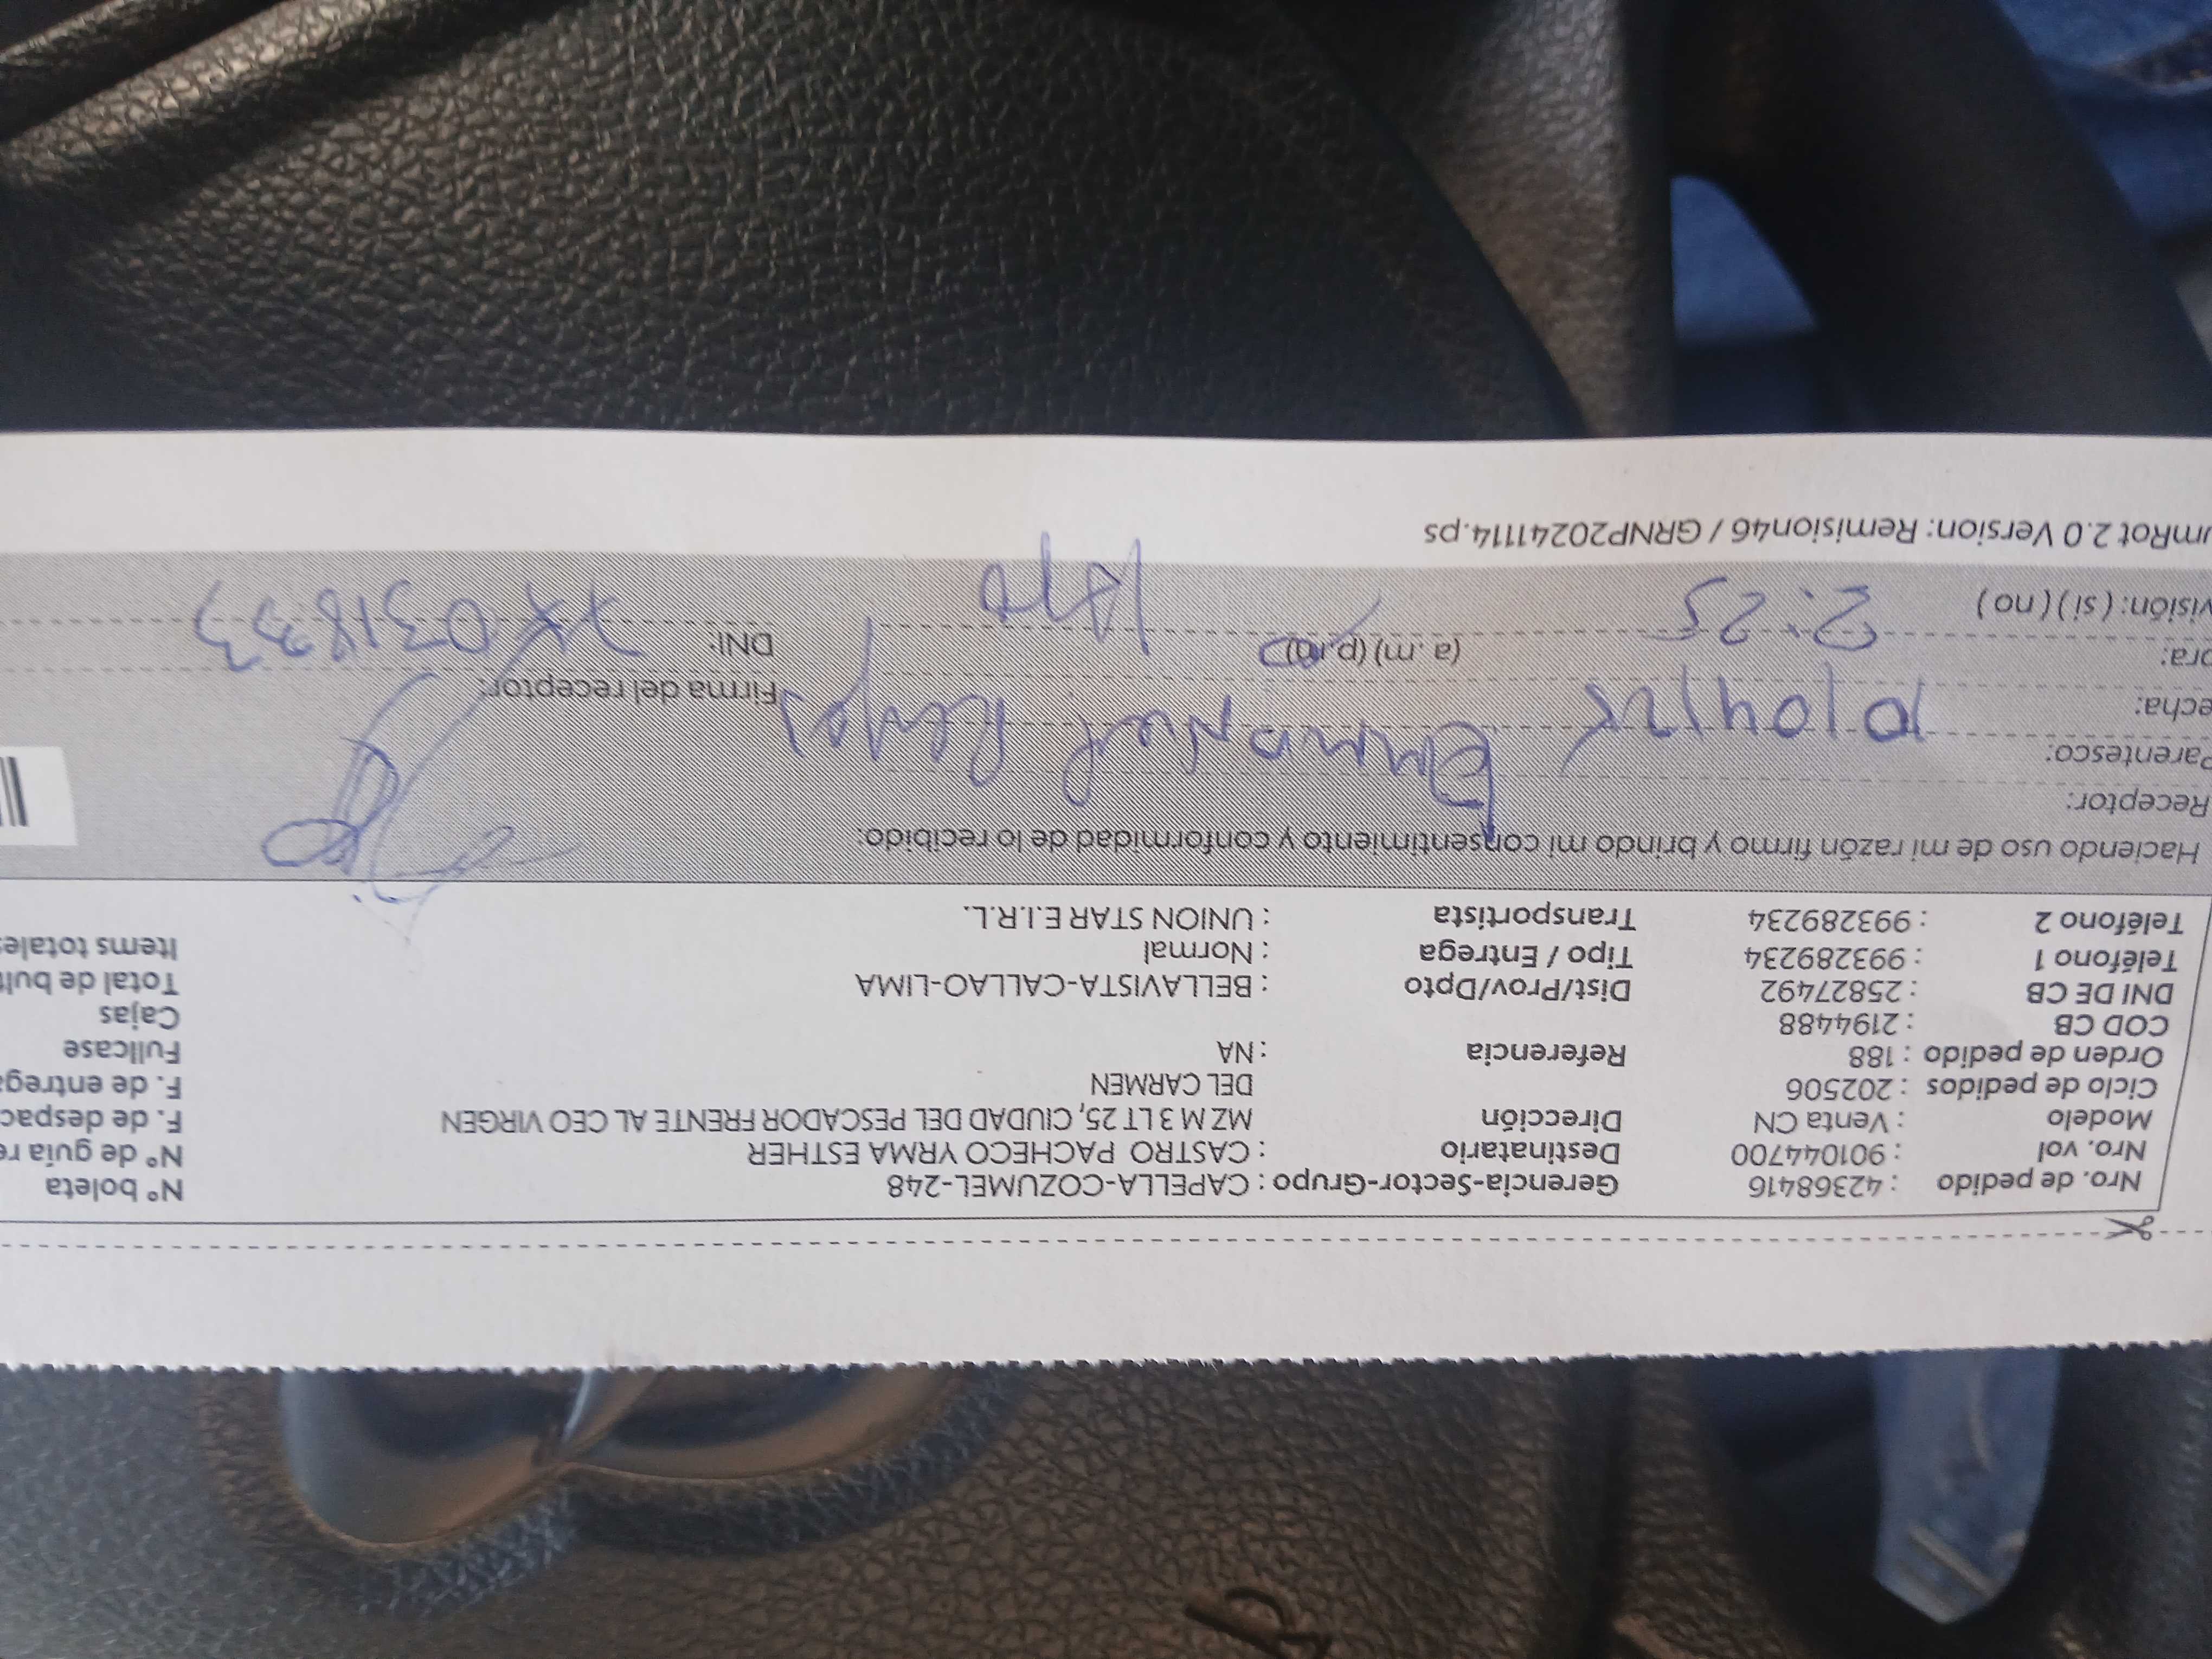 Nro. de pedido : 42368416 Gerencia-Sector-Grupo : CAPELLA-COZUMEL-248 N° boleta
Nro. vol : 901044700 Destinatario : CASTRO PACHECO YRMA ESTHER N° de guía re
Modelo : Venta CN Dirección MZ M 3 LT 25, CIUDAD DEL PESCADOR FRENTE AL CEO VIRGEN F. de despac
Ciclo de pedidos : 202506 DEL CARMEN F. de entrega
Orden de pedido : 188 Referencia : NA Fullcase
COD CB : 2194488 Cajas
DNI DE CB : 25827492 Dist/Prov/Dpto : BELLAVISTA-CALLAO-LIMA Total de bult
Teléfono 1 : 993289234 Tipo / Entrega : Normal Items totales
Teléfono 2 : 993289234 Transportista : UNION STAR E.I.R.L.
Haciendo uso de mi razón firmo y brindo mi consentimiento y conformidad de lo recibido:
Receptor:
Parentesco: Emmanuel
echa: 10/04/25 Firma del receptor:
ora: 2:25 (a.m) (p.m) DNI:
visión: ( si ) ( no )
umRot 2.0 Version: Remision46 / GRNP20241114.ps